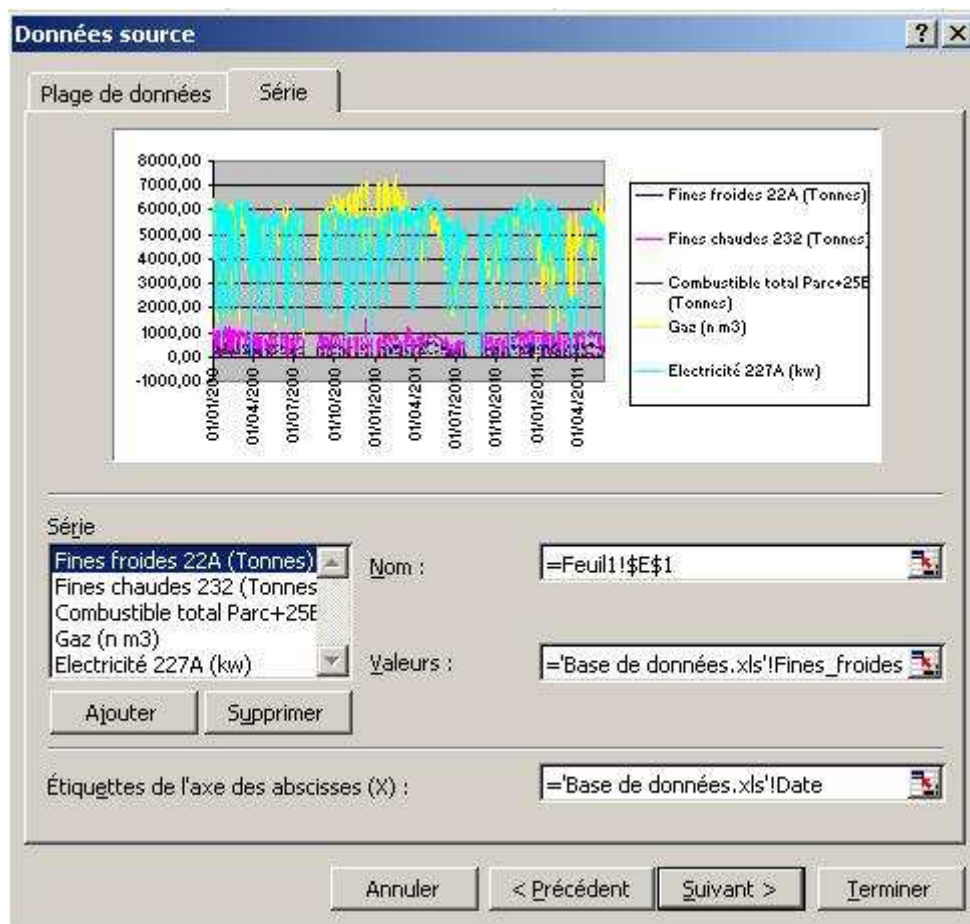 Données source
Plage de données
Série
8000,00
7000,00
6000,00
5000,00
4000,00
3000,00
2000,00
1000,00
0,00
-1000,00
01/01/200
01/04/200
01/07/200
01/10/200
01/01/2010
01/04/2010
01/07/2010
01/10/2010
01/01/2011
01/04/2011
Fines froides 22A (Tonnes)
Fines chaudes 232 (Tonnes)
Combustible total Parc+25E
(Tonnes)
Gaz (n m3)
Electricité 227A (kw)
Série
Fines froides 22A (Tonnes)
Fines chaudes 232 (Tonnes
Combustible total Parc+25E
Gaz (n m3)
Electricité 227A (kw)
Nom :
=Feuil1!$E$1
Valeurs :
='Base de données.xls'!Fines_froides
Ajouter
Supprimer
Étiquettes de l'axe des abscisses (X) :
='Base de données.xls'!Date
Annuler
< Précédent
Suivant >
Terminer